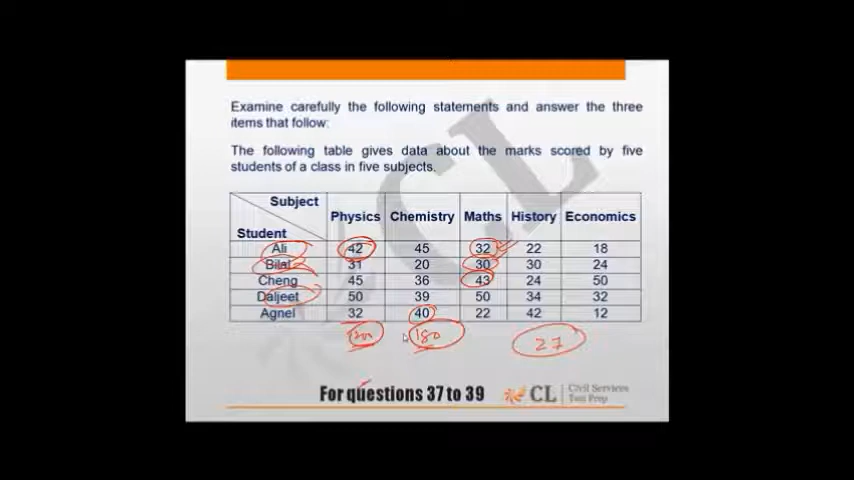 Examine carefully the following statements and answer the three
items that follow:
The following table gives data about the marks scored by five
students of a class in five subjects.
Subject
Student
Physics Chemistry Maths History Economics
Ali 42 45 32 22 18
Bilal 31 20 30 30 24
Cheng 45 36 43 24 50
Daljeet 50 39 50 34 32
Agnel 32 40 22 42 12
200 180 27
For questions 37 to 39
CL Civil Services
Test Prep
CL